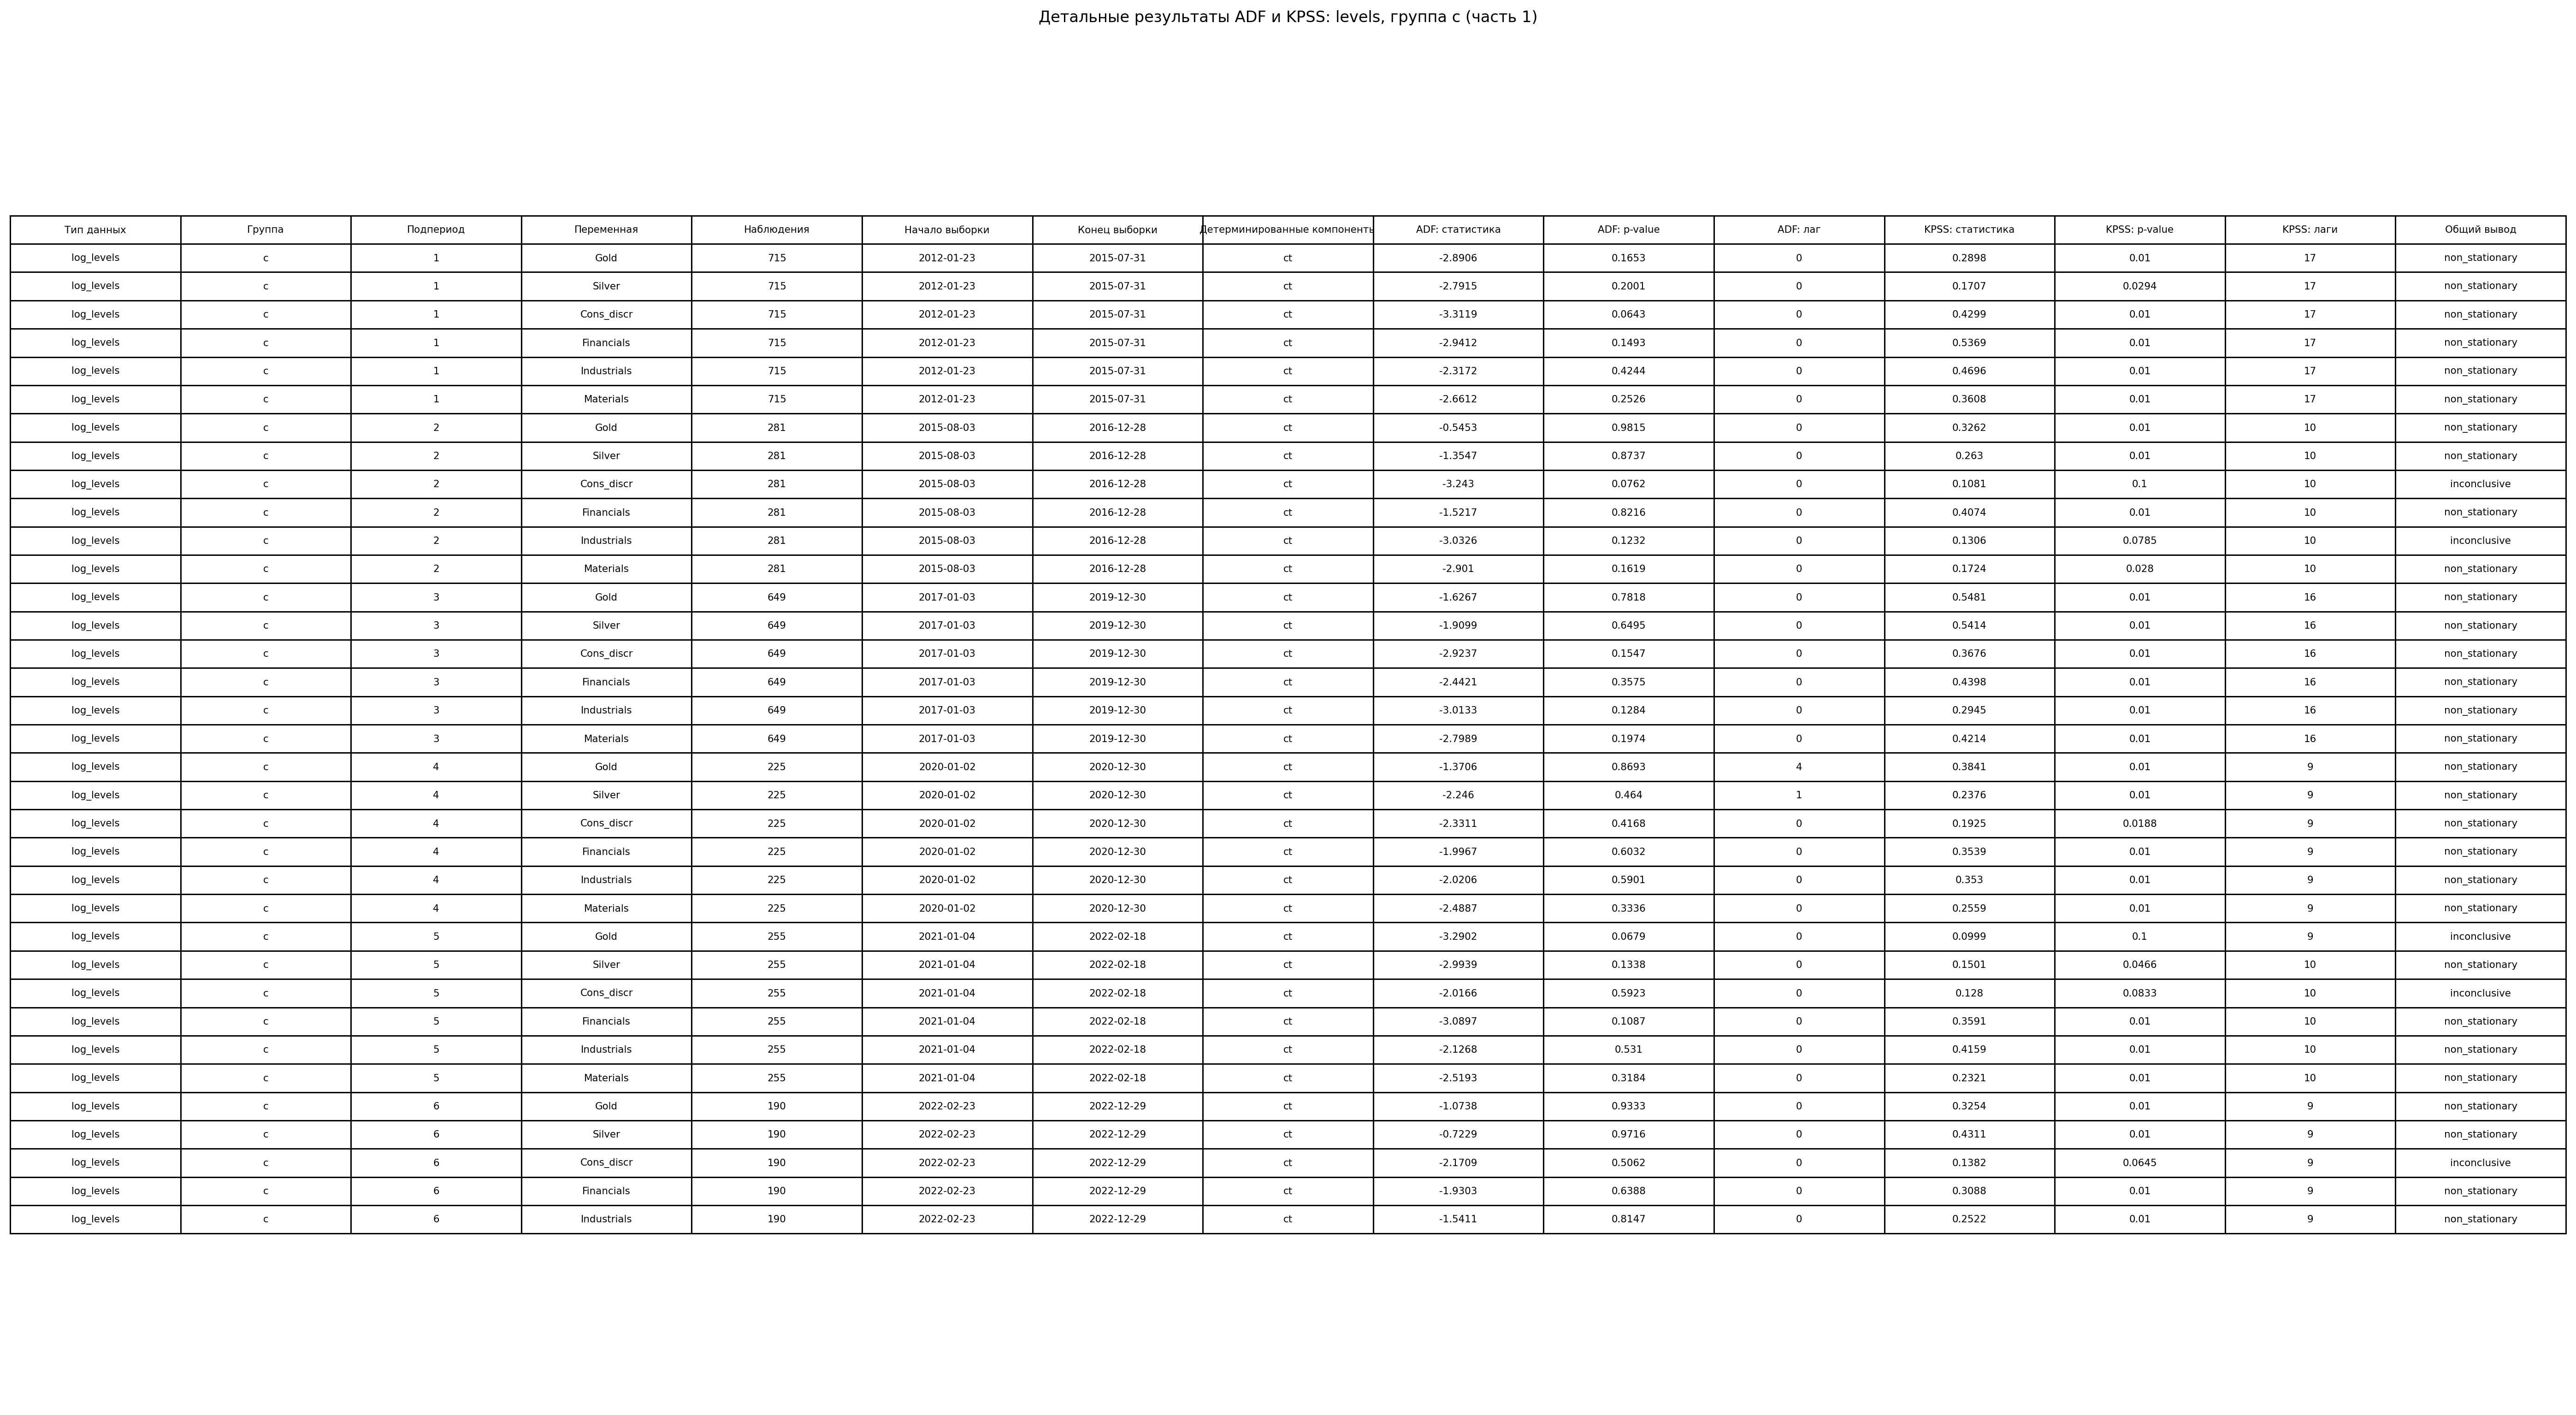 Детальные результаты ADF и KPSS: levels, группа c (часть 1)
Тип данных Группа Подпериод Переменная Наблюдения Начало выборки Конец выборки Детерминированные компоненты ADF: статистика ADF: p-value ADF: лаг KPSS: статистика KPSS: p-value KPSS: лаги Общий вывод
log_levels c 1 Gold 715 2012-01-23 2015-07-31 ct -2.8906 0.1653 0 0.2898 0.01 17 non_stationary
log_levels c 1 Silver 715 2012-01-23 2015-07-31 ct -2.7915 0.2001 0 0.1707 0.0294 17 non_stationary
log_levels c 1 Cons_discr 715 2012-01-23 2015-07-31 ct -3.3119 0.0643 0 0.4299 0.01 17 non_stationary
log_levels c 1 Financials 715 2012-01-23 2015-07-31 ct -2.9412 0.1493 0 0.5369 0.01 17 non_stationary
log_levels c 1 Industrials 715 2012-01-23 2015-07-31 ct -2.3172 0.4244 0 0.4696 0.01 17 non_stationary
log_levels c 1 Materials 715 2012-01-23 2015-07-31 ct -2.6612 0.2526 0 0.3608 0.01 17 non_stationary
log_levels c 2 Gold 281 2015-08-03 2016-12-28 ct -0.5453 0.9815 0 0.3262 0.01 10 non_stationary
log_levels c 2 Silver 281 2015-08-03 2016-12-28 ct -1.3547 0.8737 0 0.263 0.01 10 non_stationary
log_levels c 2 Cons_discr 281 2015-08-03 2016-12-28 ct -3.243 0.0762 0 0.1081 0.1 10 inconclusive
log_levels c 2 Financials 281 2015-08-03 2016-12-28 ct -1.5217 0.8216 0 0.4074 0.01 10 non_stationary
log_levels c 2 Industrials 281 2015-08-03 2016-12-28 ct -3.0326 0.1232 0 0.1306 0.0785 10 inconclusive
log_levels c 2 Materials 281 2015-08-03 2016-12-28 ct -2.901 0.1619 0 0.1724 0.028 10 non_stationary
log_levels c 3 Gold 649 2017-01-03 2019-12-30 ct -1.6267 0.7818 0 0.5481 0.01 16 non_stationary
log_levels c 3 Silver 649 2017-01-03 2019-12-30 ct -1.9099 0.6495 0 0.5414 0.01 16 non_stationary
log_levels c 3 Cons_discr 649 2017-01-03 2019-12-30 ct -2.9237 0.1547 0 0.3676 0.01 16 non_stationary
log_levels c 3 Financials 649 2017-01-03 2019-12-30 ct -2.4421 0.3575 0 0.4398 0.01 16 non_stationary
log_levels c 3 Industrials 649 2017-01-03 2019-12-30 ct -3.0133 0.1284 0 0.2945 0.01 16 non_stationary
log_levels c 3 Materials 649 2017-01-03 2019-12-30 ct -2.7989 0.1974 0 0.4214 0.01 16 non_stationary
log_levels c 4 Gold 225 2020-01-02 2020-12-30 ct -1.3706 0.8693 4 0.3841 0.01 9 non_stationary
log_levels c 4 Silver 225 2020-01-02 2020-12-30 ct -2.246 0.464 1 0.2376 0.01 9 non_stationary
log_levels c 4 Cons_discr 225 2020-01-02 2020-12-30 ct -2.3311 0.4168 0 0.1925 0.0188 9 non_stationary
log_levels c 4 Financials 225 2020-01-02 2020-12-30 ct -1.9967 0.6032 0 0.3539 0.01 9 non_stationary
log_levels c 4 Industrials 225 2020-01-02 2020-12-30 ct -2.0206 0.5901 0 0.353 0.01 9 non_stationary
log_levels c 4 Materials 225 2020-01-02 2020-12-30 ct -2.4887 0.3336 0 0.2559 0.01 9 non_stationary
log_levels c 5 Gold 255 2021-01-04 2022-02-18 ct -3.2902 0.0679 0 0.0999 0.1 9 inconclusive
log_levels c 5 Silver 255 2021-01-04 2022-02-18 ct -2.9939 0.1338 0 0.1501 0.0466 10 non_stationary
log_levels c 5 Cons_discr 255 2021-01-04 2022-02-18 ct -2.0166 0.5923 0 0.128 0.0833 10 inconclusive
log_levels c 5 Financials 255 2021-01-04 2022-02-18 ct -3.0897 0.1087 0 0.3591 0.01 10 non_stationary
log_levels c 5 Industrials 255 2021-01-04 2022-02-18 ct -2.1268 0.531 0 0.4159 0.01 10 non_stationary
log_levels c 5 Materials 255 2021-01-04 2022-02-18 ct -2.5193 0.3184 0 0.2321 0.01 10 non_stationary
log_levels c 6 Gold 190 2022-02-23 2022-12-29 ct -1.0738 0.9333 0 0.3254 0.01 9 non_stationary
log_levels c 6 Silver 190 2022-02-23 2022-12-29 ct -0.7229 0.9716 0 0.4311 0.01 9 non_stationary
log_levels c 6 Cons_discr 190 2022-02-23 2022-12-29 ct -2.1709 0.5062 0 0.1382 0.0645 9 inconclusive
log_levels c 6 Financials 190 2022-02-23 2022-12-29 ct -1.9303 0.6388 0 0.3088 0.01 9 non_stationary
log_levels c 6 Industrials 190 2022-02-23 2022-12-29 ct -1.5411 0.8147 0 0.2522 0.01 9 non_stationary